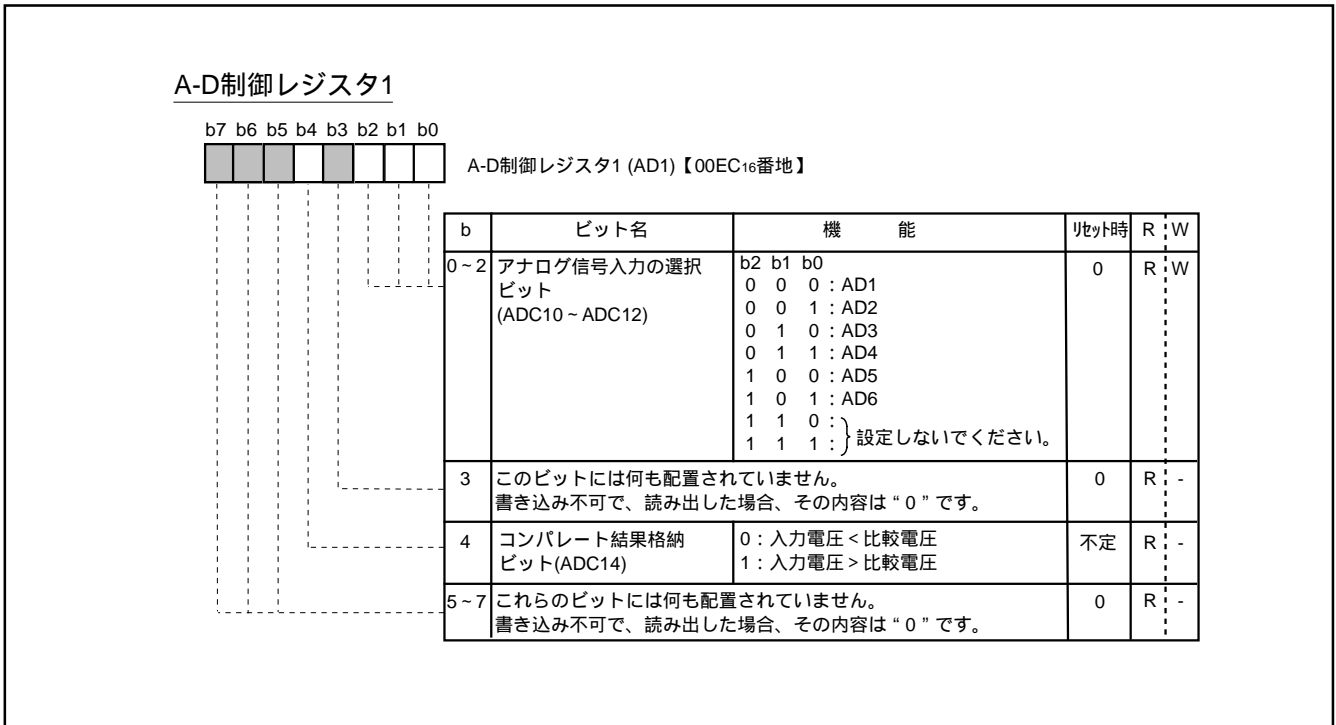 A-D制御レジスタ1
b7 b6 b5 b4 b3 b2 b1 b0
A-D制御レジスタ1 (AD1)【00EC16番地】
b ビット名 機 能 リセット時 R W
0~2 アナログ信号入力の選択 b2 b1 b0 0 R W
ビット 0 0 0 : AD1
(ADC10~ADC12) 0 0 1 : AD2
0 1 0 : AD3
0 1 1 : AD4
1 0 0 : AD5
1 0 1 : AD6
1 1 0 :
1 1 1 : 設定しないでください。
3 このビットには何も配置されていません。 0 R -
書き込み不可で、読み出した場合、その内容は“0”です。
4 コンパレート結果格納 0:入力電圧<比較電圧 不定 R -
ビット(ADC14) 1:入力電圧>比較電圧
5~7 これらのビットには何も配置されていません。 0 R -
書き込み不可で、読み出した場合、その内容は“0”です。